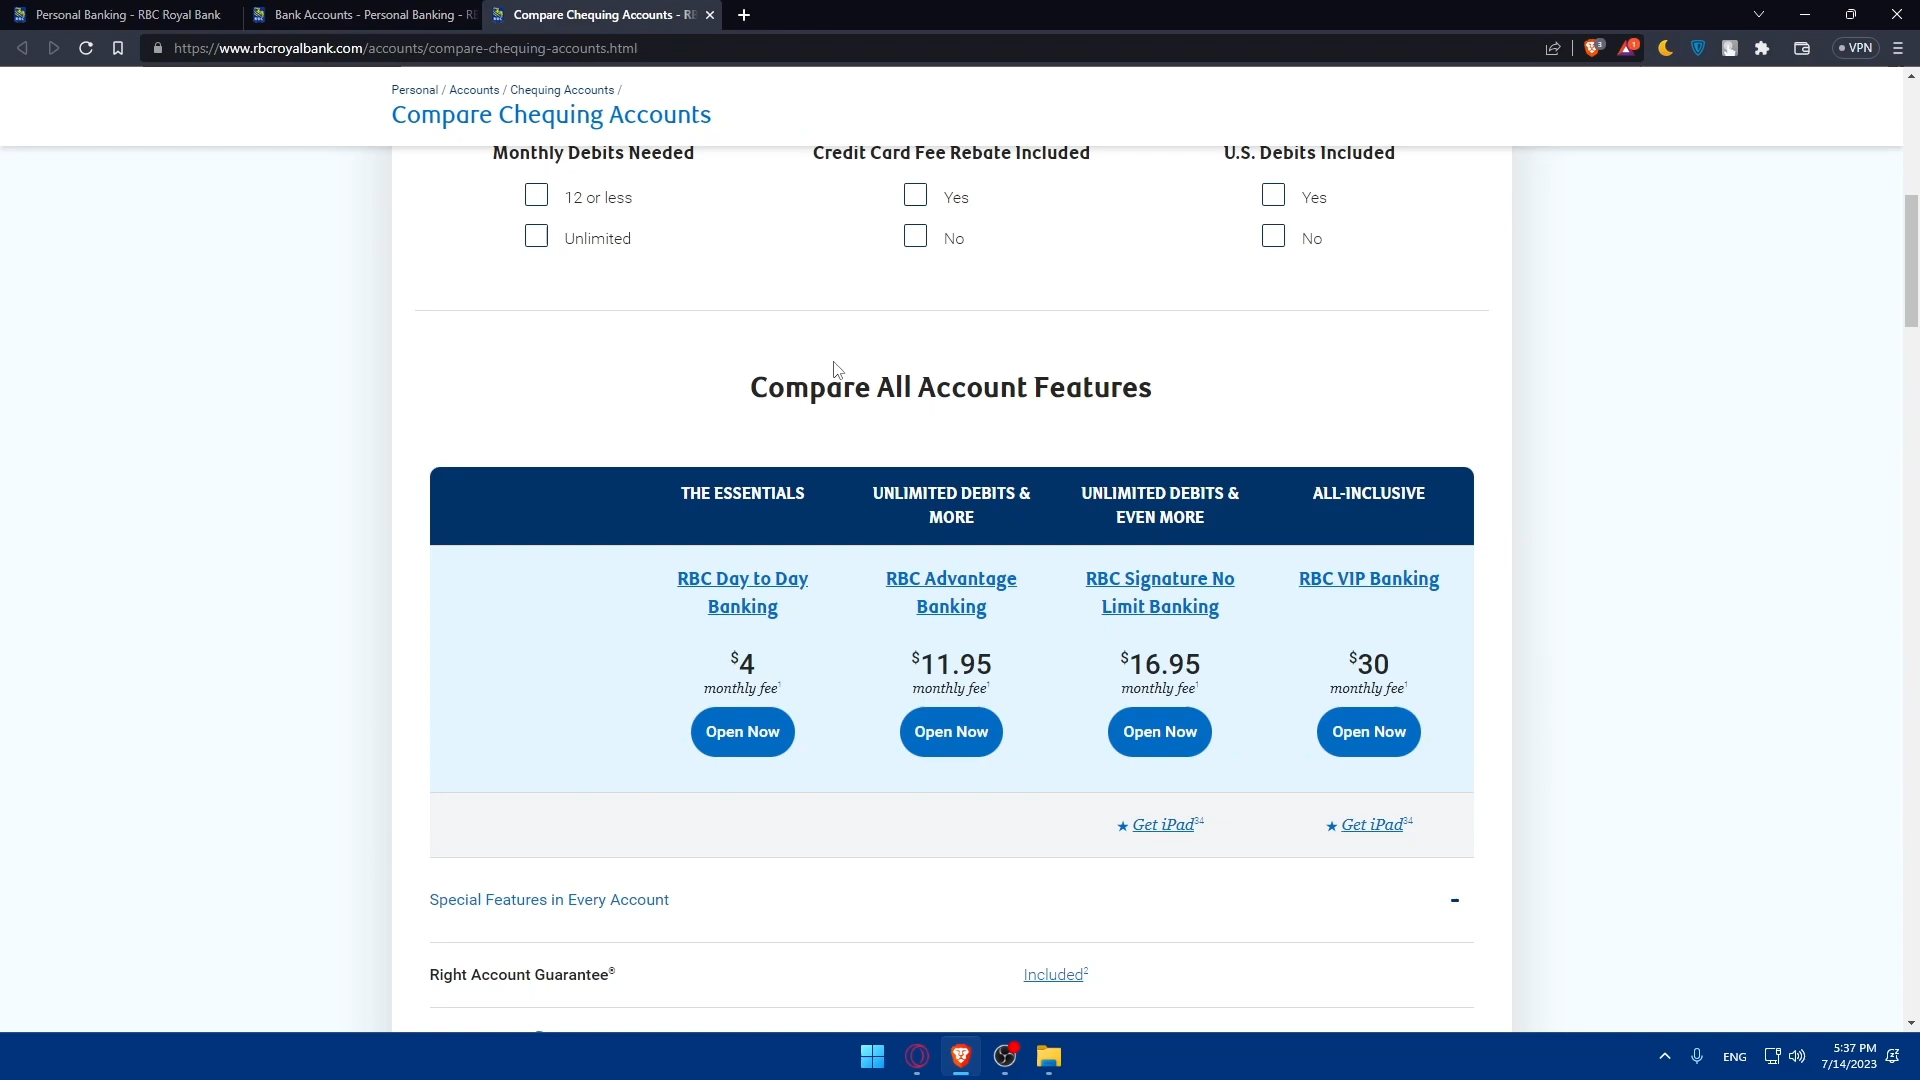 Personal Banking - RBC Royal Bank
Bank Accounts - Personal Banking - R
Compare Chequing Accounts - RB
https://www.rbcroyalbank.com/accounts/compare-chequing-accounts.html
3
1
VPN
Personal / Accounts / Chequing Accounts /
Compare Chequing Accounts
Monthly Debits Needed
Credit Card Fee Rebate Included
U.S. Debits Included
12 or less
Yes
Yes
Unlimited
No
No
Compare All Account Features
THE ESSENTIALS
UNLIMITED DEBITS &
MORE
UNLIMITED DEBITS &
EVEN MORE
ALL-INCLUSIVE
RBC Day to Day
Banking
RBC Advantage
Banking
RBC Signature No
Limit Banking
RBC VIP Banking
$4
monthly fee1
$11.95
monthly fee1
$16.95
monthly fee1
$30
monthly fee1
Open Now
Open Now
Open Now
Open Now
★ Get iPad34
★ Get iPad34
Special Features in Every Account
-
Right Account Guarantee®
Included2
ENG
5:37 PM
7/14/2023